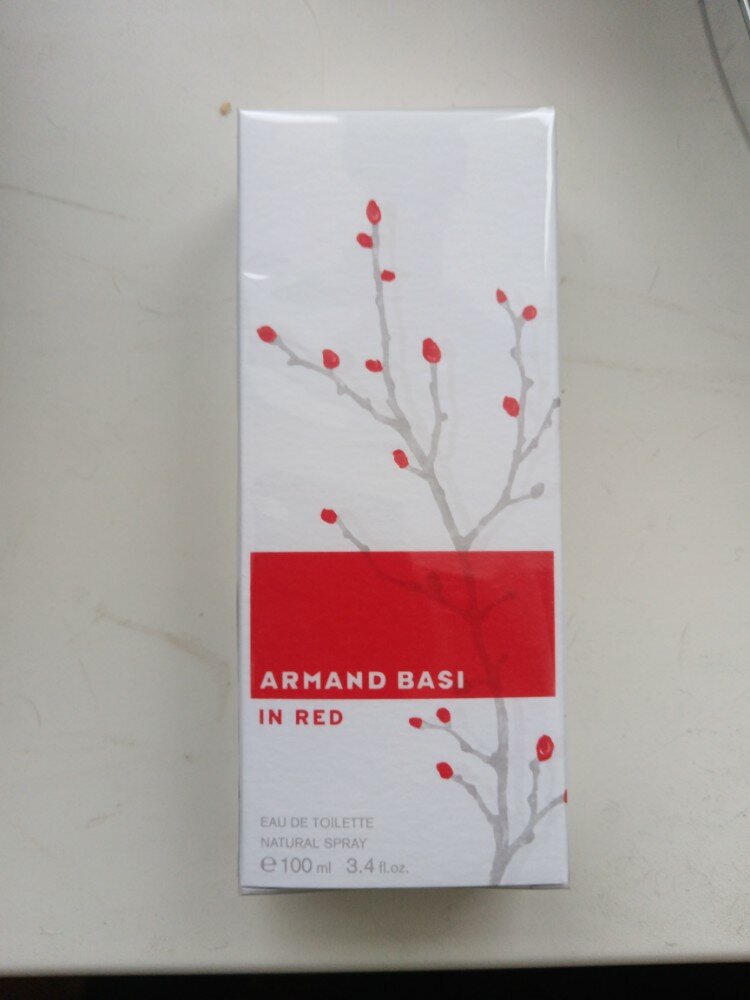 ARMAND BASI
IN RED
EAU DE TOILETTE
NATURAL SPRAY
℮ 100 ml 3.4 fl.oz.